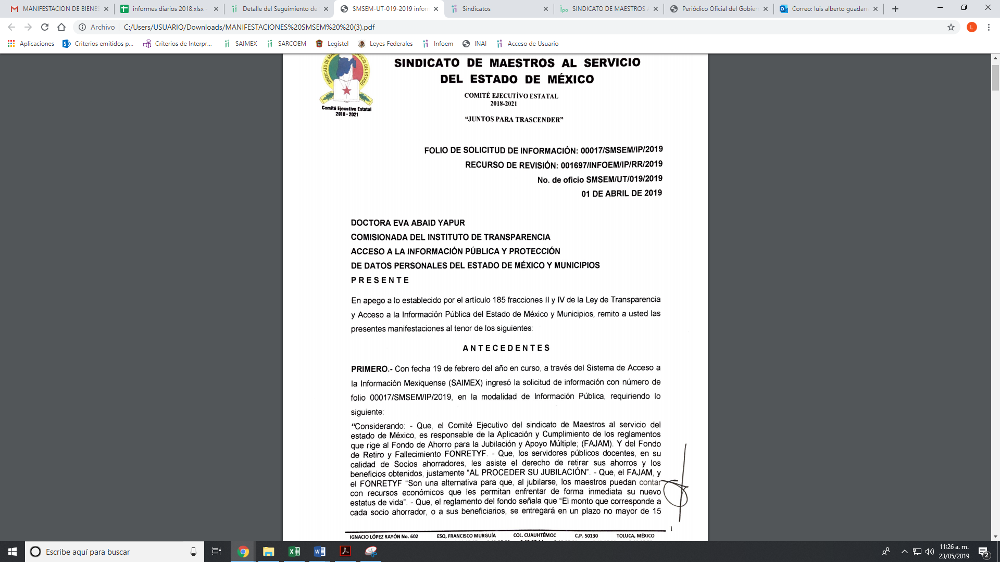 MANIFESTACION DE BIENES
informes diarios 2018.xlsx -
Detalle del Seguimiento de
SMSEM-UT-019-2019 inform
Sindicatos
SINDICATO DE MAESTROS A
Periódico Oficial del Gobier
Correo: luis alberto guadarr
Archivo
C:/Users/USUARIO/Downloads/MANIFESTACIONES%20SMSEM%20%20(3).pdf
L
Aplicaciones
Criterios emitidos p...
Criterios de Interpr...
SAIMEX
SARCOEM
Legistel
Leyes Federales
Infoem
INAI
Acceso de Usuario
Comité Ejecutivo Estatal
2018 - 2021
SINDICATO DE MAESTROS AL SERVICIO
DEL ESTADO DE MÉXICO
COMITÉ EJECUTÍVO ESTATAL
2018-2021
“JUNTOS PARA TRASCENDER”
FOLIO DE SOLICITUD DE INFORMACIÓN: 00017/SMSEM/IP/2019
RECURSO DE REVISIÓN: 001697/INFOEM/IP/RR/2019
No. de oficio SMSEM/UT/019/2019
01 DE ABRIL DE 2019
DOCTORA EVA ABAID YAPUR
COMISIONADA DEL INSTITUTO DE TRANSPARENCIA
ACCESO A LA INFORMACIÓN PÚBLICA Y PROTECCIÓN
DE DATOS PERSONALES DEL ESTADO DE MÉXICO Y MUNICIPIOS
P R E S E N T E
En apego a lo establecido por el artículo 185 fracciones II y IV de la Ley de Transparencia
y Acceso a la Información Pública del Estado de México y Municipios, remito a usted las
presentes manifestaciones al tenor de los siguientes:
A N T E C E D E N T E S
PRIMERO.- Con fecha 19 de febrero del año en curso, a través del Sistema de Acceso a
la Información Mexiquense (SAIMEX) ingresó la solicitud de información con número de
folio 00017/SMSEM/IP/2019, en la modalidad de Información Pública, requiriendo lo
siguiente:
“Considerando: - Que, el Comité Ejecutivo del sindicato de Maestros al servicio del
estado de México, es responsable de la Aplicación y Cumplimiento de los reglamentos
que rige al Fondo de Ahorro para la Jubilación y Apoyo Múltiple; (FAJAM). Y del Fondo
de Retiro y Fallecimiento FONRETYF. - Que, los servidores públicos docentes, en su
calidad de Socios ahorradores, les asiste el derecho de retirar sus ahorros y los
beneficios obtenidos, justamente “AL PROCEDER SU JUBILACIÓN”. - Que, el FAJAM, y
el FONRETYF “Son una alternativa para que, al jubilarse, los maestros puedan contar
con recursos económicos que les permitan enfrentar de forma inmediata su nuevo
estatus de vida”. - Que, el reglamento del fondo señala que “El monto que corresponde a
cada socio ahorrador, o a sus beneficiarios, se entregará en un plazo no mayor de 15
1
IGNACIO LÓPEZ RAYÓN No. 602 ESQ. FRANCISCO MURGUÍA COL. CUAUHTÉMOC C.P. 50130 TOLUCA, MÉXICO
Escribe aquí para buscar
11:26 a. m.
23/05/2019
2